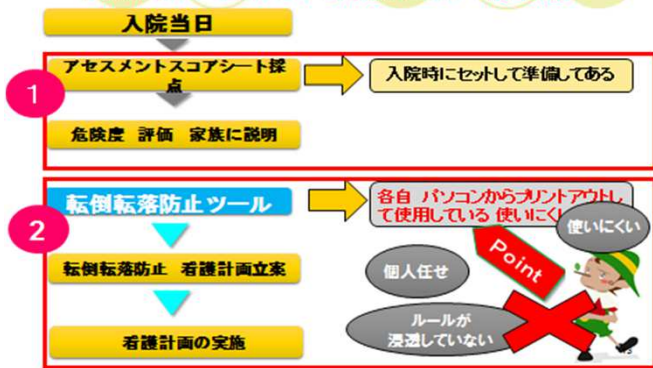 入院当日
アセスメントスコアシート採
点
入院時にセットして準備してある
1
危険度 評価 家族に説明
2
転倒転落防止ツール
各自 パソコンからプリントアウトし
て使用している 使いにく
使いにくい
Point
転倒転落防止 看護計画立案
個人任せ
ルールが
浸透していない
看護計画の実施